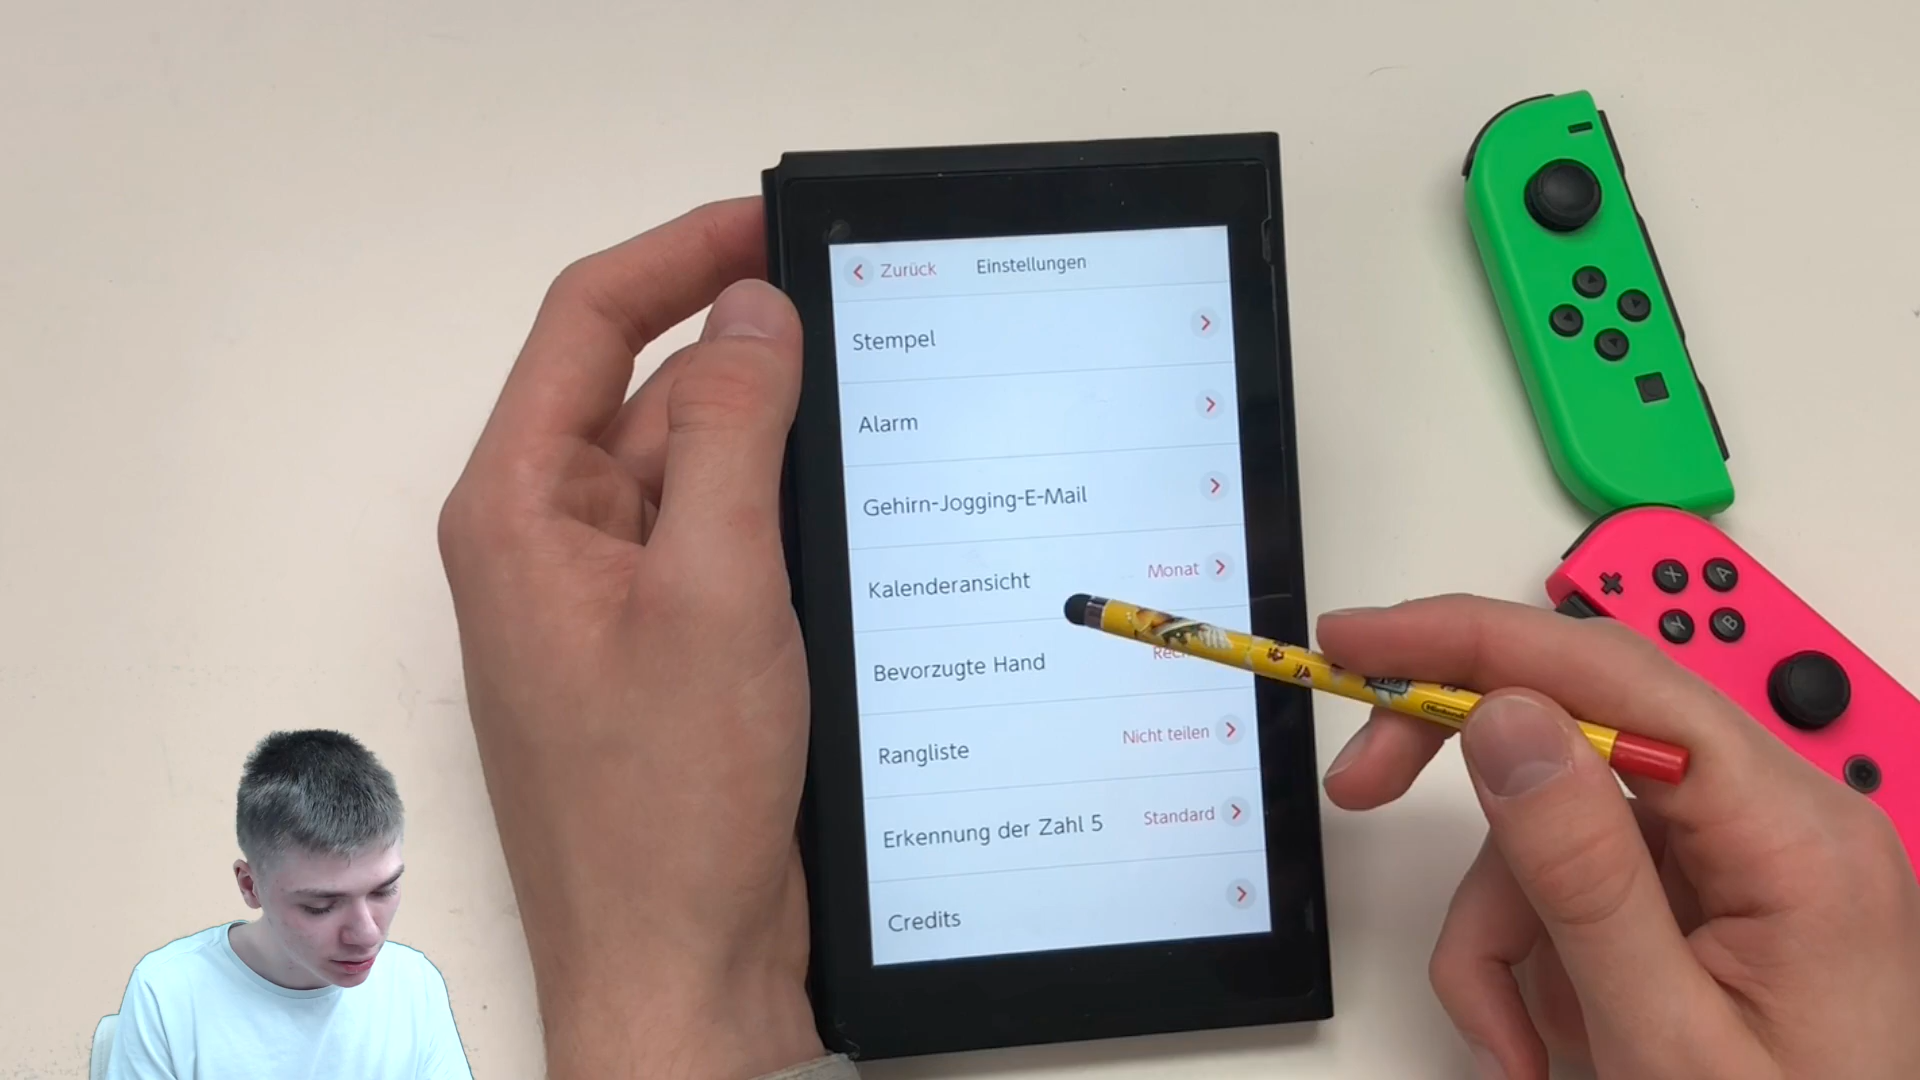 Zurück Einstellungen
Stempel
Alarm
Gehirn-Jogging-E-Mail
Kalenderansicht Monat
Bevorzugte Hand
Rangliste Nicht teilen
Erkennung der Zahl 5 Standard
Credits
X
A
Y
B
Nintendo